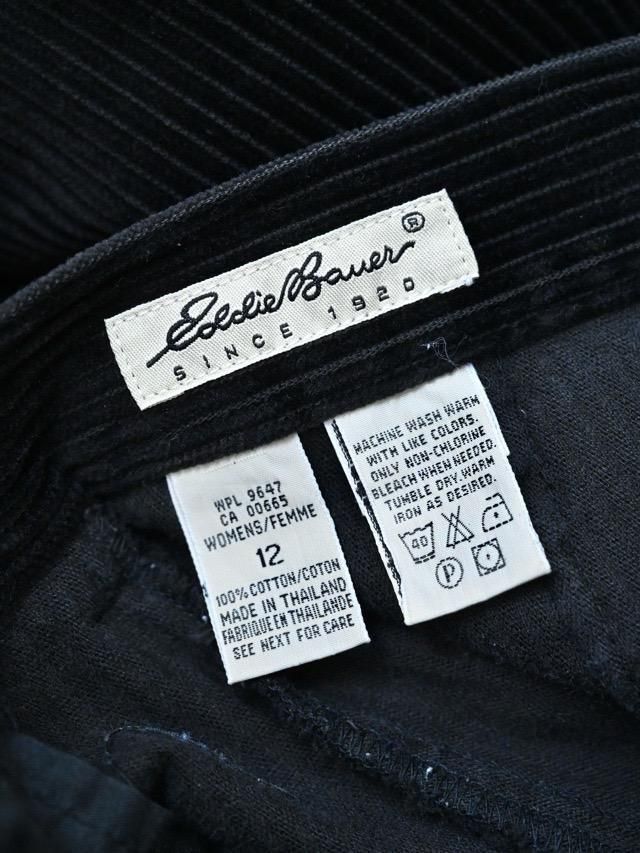 Eddie Bauer®
SINCE 1920
WPL 9647
CA 00665
WOMENS/FEMME
12
100% COTTON/COTON
MADE IN THAILAND
FABRIQUE EN THAILANDE
SEE NEXT FOR CARE
MACHINE WASH WARM
WITH LIKE COLORS.
ONLY NON-CHLORINE
BLEACH WHEN NEEDED.
TUMBLE DRY.WARM
IRON AS DESIRED.
40
P